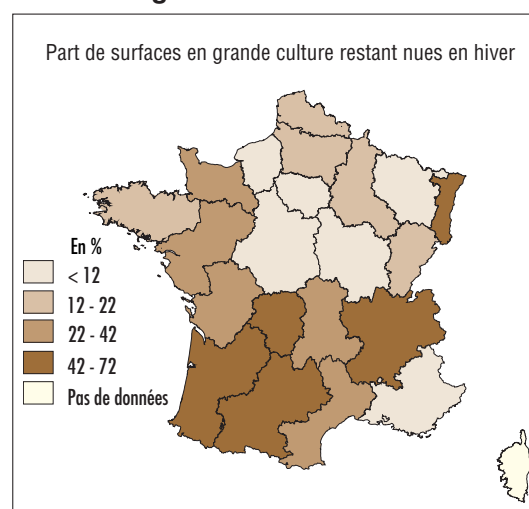 Part de surfaces en grande culture restant nues en hiver
En %
< 12
12 - 22
22 - 42
42 - 72
Pas de données